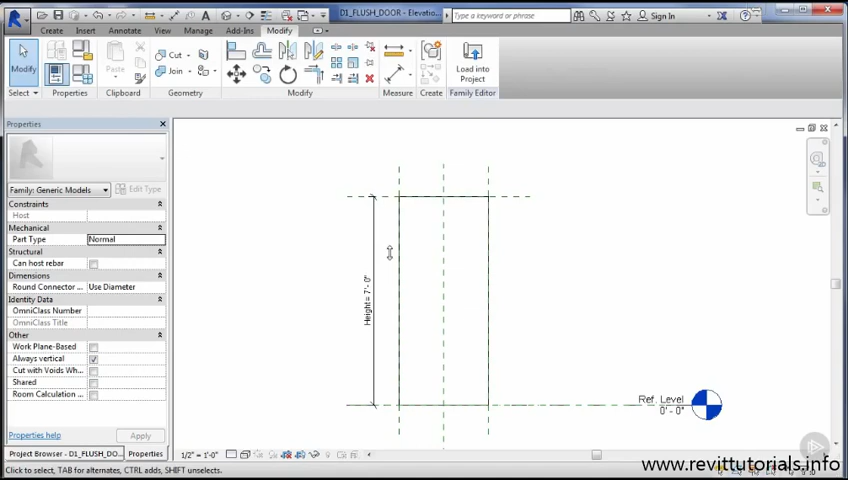 D1_FLUSH_DOOR - Elevatio...
Type a keyword or phrase
Sign In
Create
Insert
Annotate
View
Manage
Add-Ins
Modify
Modify
Paste
Cut
Join
Load into
Project
Select
Properties
Clipboard
Geometry
Modify
Measure
Create
Family Editor
Properties
Family: Generic Models
Edit Type
Constraints
Host
Mechanical
Part Type
Normal
Structural
Can host rebar
Dimensions
Round Connector ...
Use Diameter
Identity Data
OmniClass Number
OmniClass Title
Other
Work Plane-Based
Always vertical
Cut with Voids Wh...
Shared
Room Calculation ...
Properties help
Apply
Project Browser - D1_FLUSH_D...
Properties
Height = 7' - 0"
Ref. Level
0' - 0"
1/2" = 1'-0"
Click to select, TAB for alternates, CTRL adds, SHIFT unselects.
www.revittutorials.info